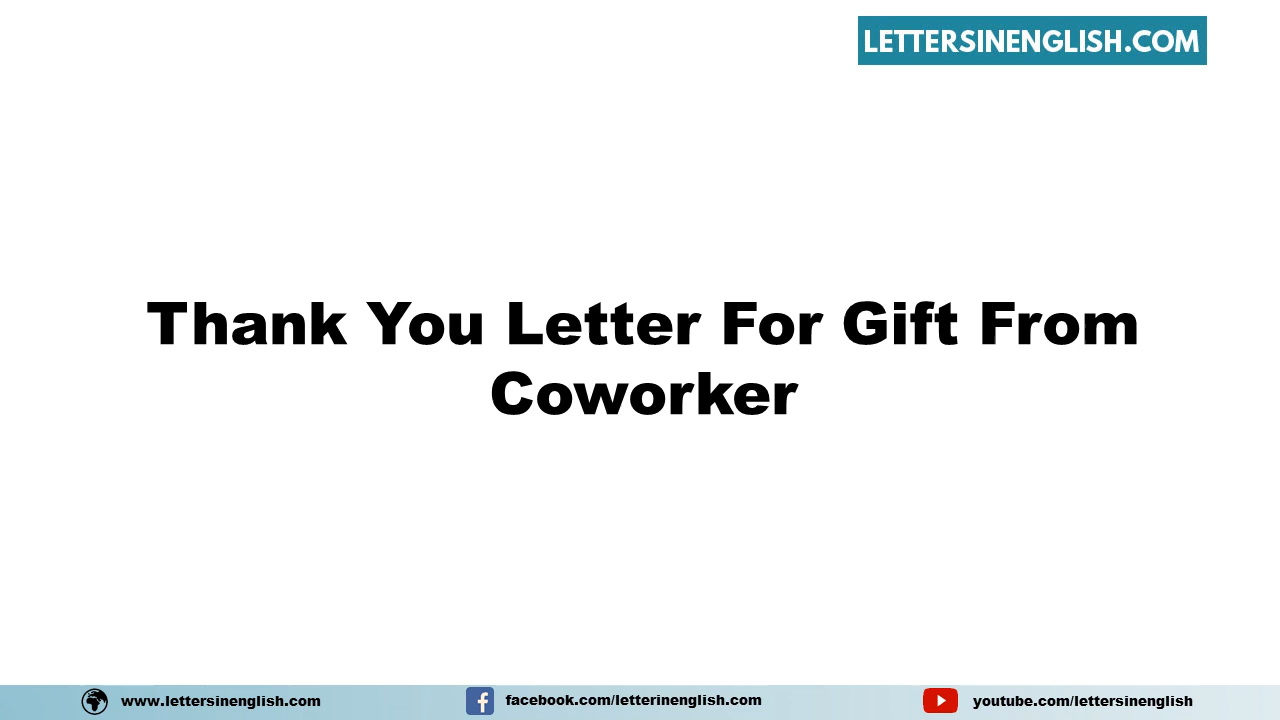 LETTERSINENGLISH.COM
Thank You Letter For Gift From
Coworker
www.lettersinenglish.com
facebook.com/letterinenglish.com
youtube.com/lettersinenglish